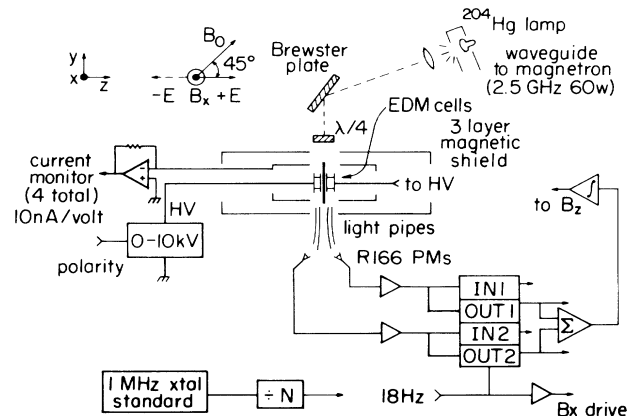 y
x
z
B₀
45°
-E Bx +E
Brewster
plate
²⁰⁴Hg lamp
waveguide
to magnetron
(2.5 GHz 60w)
λ/4
EDM cells
3 layer
magnetic
shield
current
monitor
(4 total)
10nA/volt
- +
HV
0-10kV
polarity
to HV
light pipes
R166 PMs
IN1
OUT1
IN2
OUT2
Σ
∫
to Bz
1 MHz xtal
standard
÷ N
18Hz
Bx drive